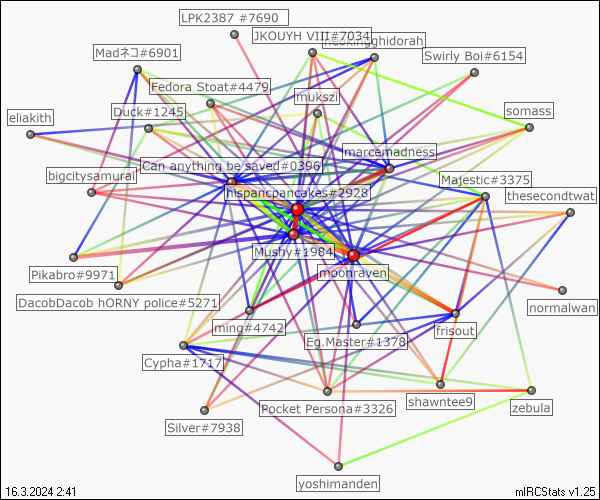 LPK2387 #7690
JKOUYH VIII#7034
neokingghidorah
Madネコ#6901
Swirly Boi#6154
Fedora Stoat#4479
mukszi
Duck#1245
somass
eliakith
marcemadness
Can anything be saved#0396
bigcitysamurai
Majestic#3375
hispancpancakes#2928
thesecondtwat
Mushy#1984
Pikabro#9971
moonraven
DacobDacob hORNY police#5271
normalwan
ming#4742
frisout
Eg.Master#1378
Cypha#1717
shawntee9
Pocket Persona#3326
zebula
Silver#7938
yoshimanden
16.3.2024 2:41
mIRCStats v1.25